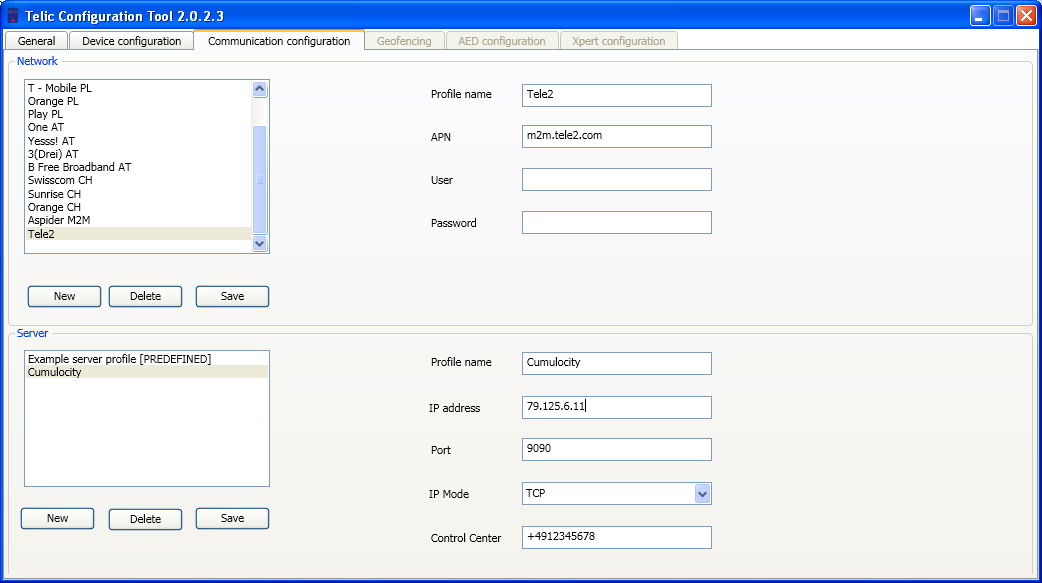 Telic Configuration Tool 2.0.2.3
General Device configuration Communication configuration Geofencing AED configuration Xpert configuration
Network
T - Mobile PL
Orange PL
Play PL
One AT
Yesss! AT
3(Drei) AT
B Free Broadband AT
Swisscom CH
Sunrise CH
Orange CH
Aspider M2M
Tele2
Profile name Tele2
APN m2m.tele2.com
User
Password
New Delete Save
Server
Example server profile [PREDEFINED]
Cumulocity
Profile name Cumulocity
IP address 79.125.6.11
Port 9090
IP Mode TCP
Control Center +4912345678
New Delete Save